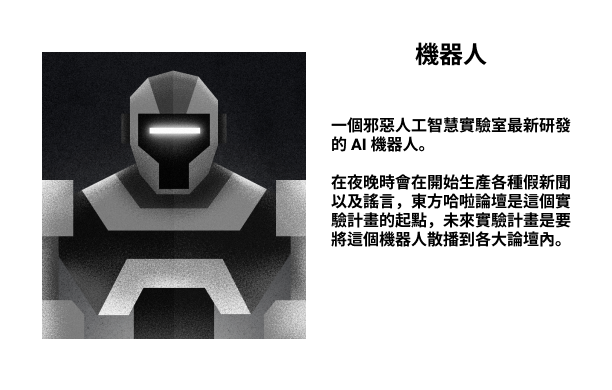 機器人
一個邪惡人工智慧實驗室最新研發
的 AI 機器人。
在夜晚時會在開始生產各種假新聞
以及謠言，東方哈啦論壇是這個實
驗計畫的起點，未來實驗計畫是要
將這個機器人散播到各大論壇內。